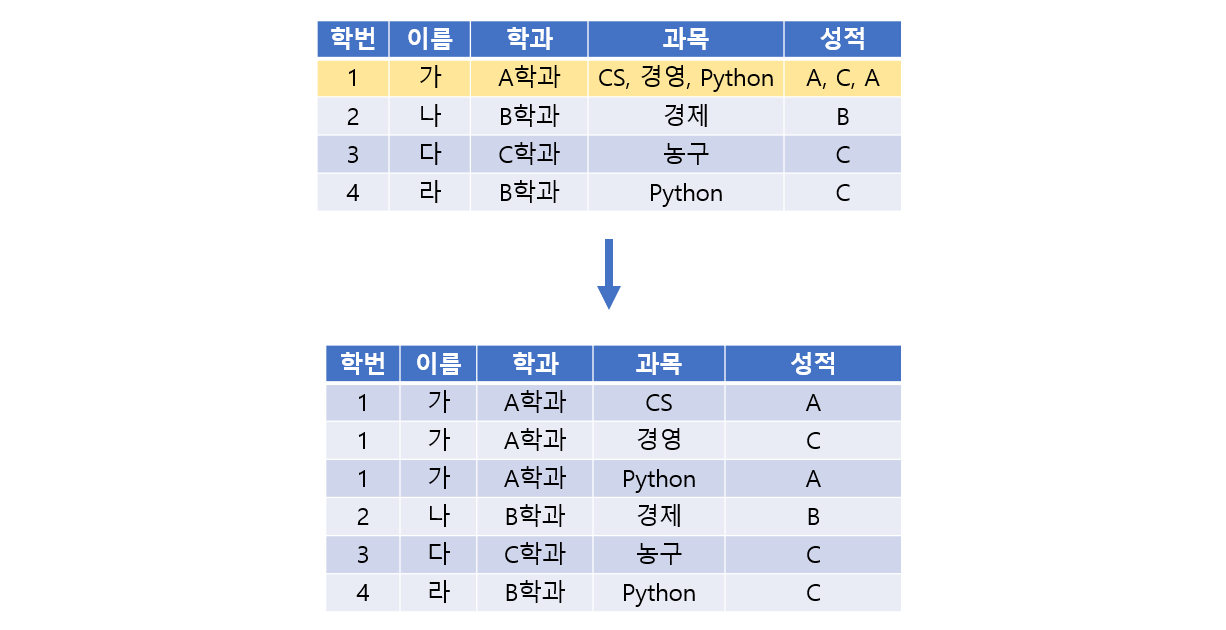 학번 이름 학과 과목 성적
1 가 A학과 CS, 경영, Python A, C, A
2 나 B학과 경제 B
3 다 C학과 농구 C
4 라 B학과 Python C
학번 이름 학과 과목 성적
1 가 A학과 CS A
1 가 A학과 경영 C
1 가 A학과 Python A
2 나 B학과 경제 B
3 다 C학과 농구 C
4 라 B학과 Python C